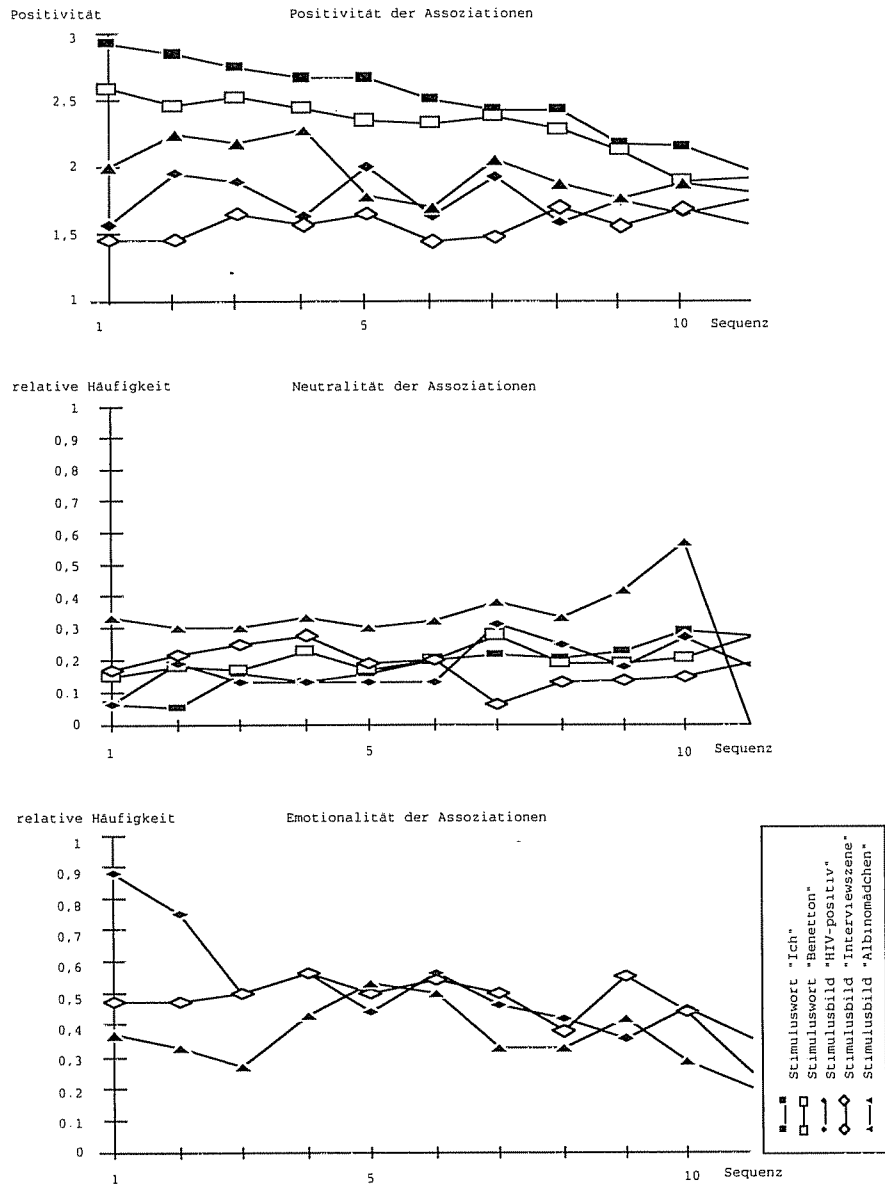 Positivität Positivität der Assoziationen
3
2.5
2
1,5
1
1 5 10 Sequenz
relative Häufigkeit Neutralität der Assoziationen
1
0,9
0,8
0.7
0,6
0,5
0,4
0,3
0,2
0.1
0
1 5 10 Sequenz
relative Häufigkeit Emotionalität der Assoziationen
1
0,9
0,8
0.7
0,6
0.5
0.4
0.3
0.2
0.1
0
1 5 10 Sequenz
Stimuluswort "Ich"
Stimuluswort "Benetton"
Stimulusbild "HIV-positiv"
Stimulusbild "Interviewszene"
Stimulusbild "Albinomädchen"